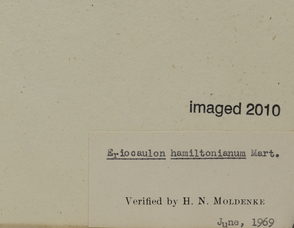 imaged 2010
Eriocaulon hamiltonianum Mart.
Verified by H. N. MOLDENKE
June, 1969